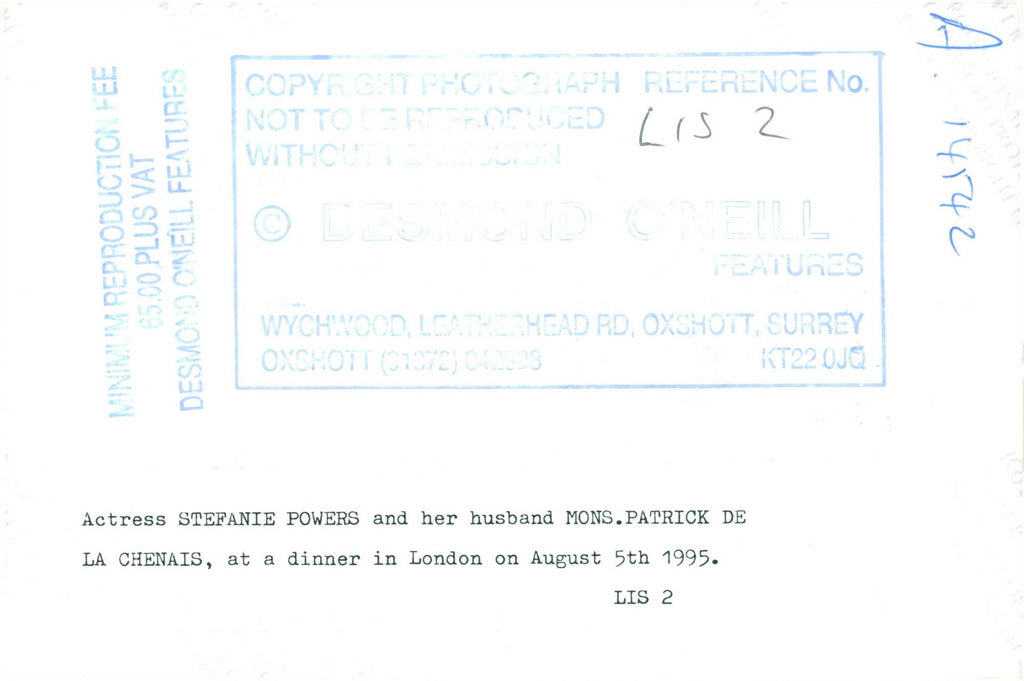 MINIMUM REPRODUCTION FEE
65.00 PLUS VAT
DESMOND O'NEILL FEATURES
COPYRIGHT PHOTOGRAPH REFERENCE No.
NOT TO BE REPRODUCED LIS 2
WITHOUT PERMISSION
© DESMOND O'NEILL
FEATURES
WYCHWOOD, LEATHERHEAD RD, OXSHOTT, SURREY
OXSHOTT (01372) KT22 0JQ
A.
Actress STEFANIE POWERS and her husband MONS.PATRICK DE
LA CHENAIS, at a dinner in London on August 5th 1995.
LIS 2